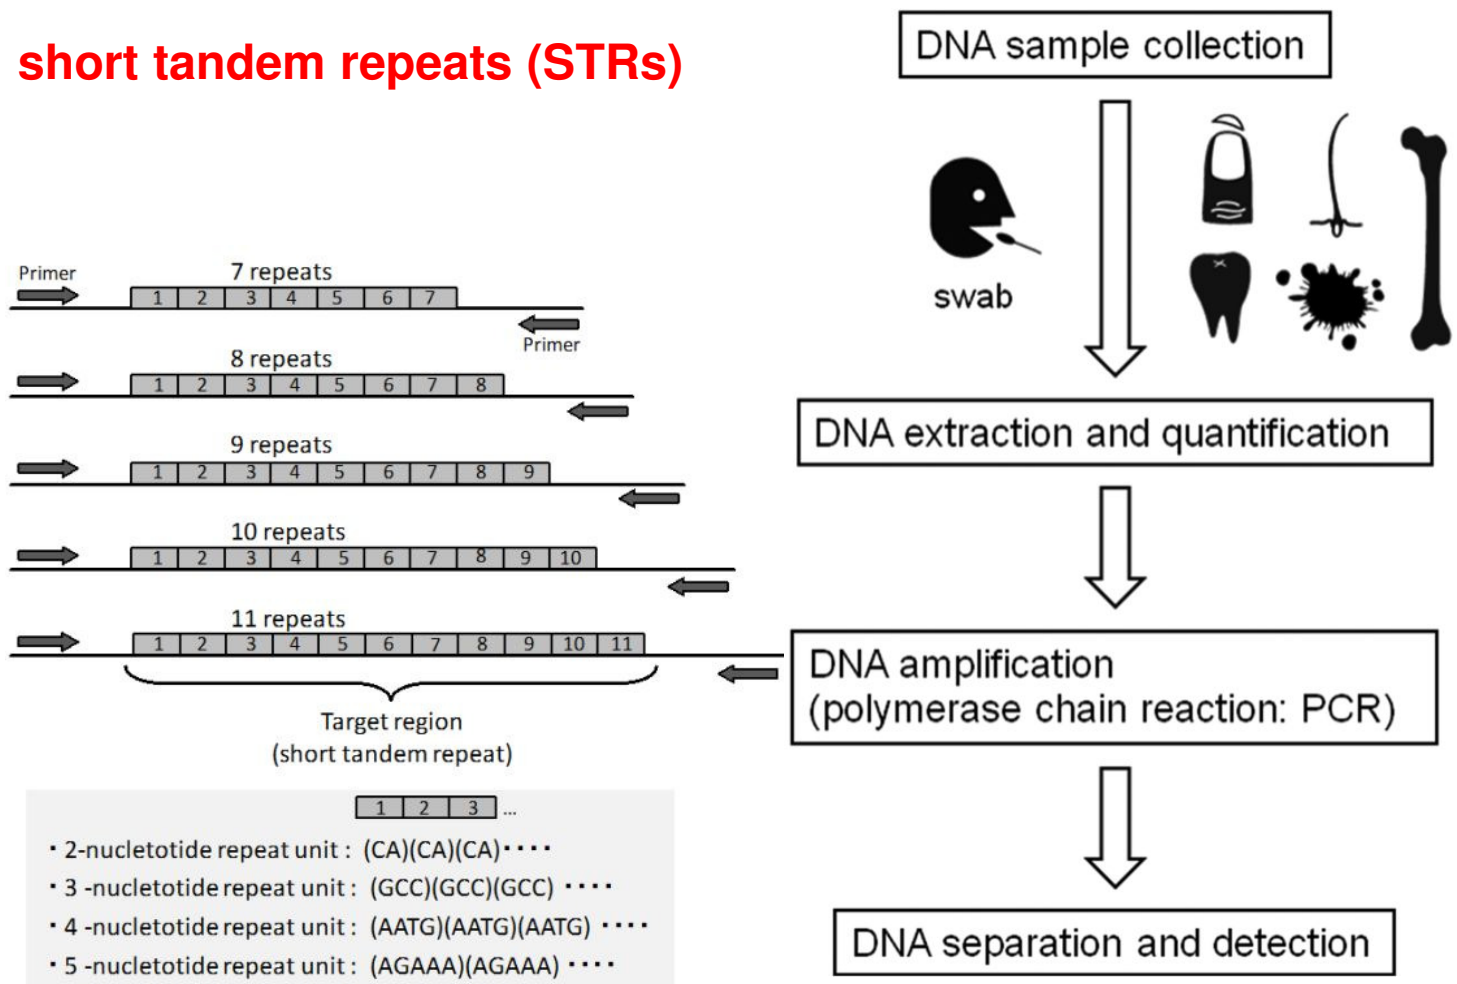 short tandem repeats (STRs)
Primer
7 repeats
1 2 3 4 5 6 7
Primer
8 repeats
1 2 3 4 5 6 7 8
9 repeats
1 2 3 4 5 6 7 8 9
10 repeats
1 2 3 4 5 6 7 8 9 10
11 repeats
1 2 3 4 5 6 7 8 9 10 11
Target region
(short tandem repeat)
1 2 3 ...
・2-nucletotide repeat unit : (CA)(CA)(CA)・・・・
・3 -nucletotide repeat unit : (GCC)(GCC)(GCC) ・・・・
・4 -nucletotide repeat unit : (AATG)(AATG)(AATG) ・・・・
・5 -nucletotide repeat unit : (AGAAA)(AGAAA) ・・・・
DNA sample collection
swab
DNA extraction and quantification
DNA amplification
(polymerase chain reaction: PCR)
DNA separation and detection